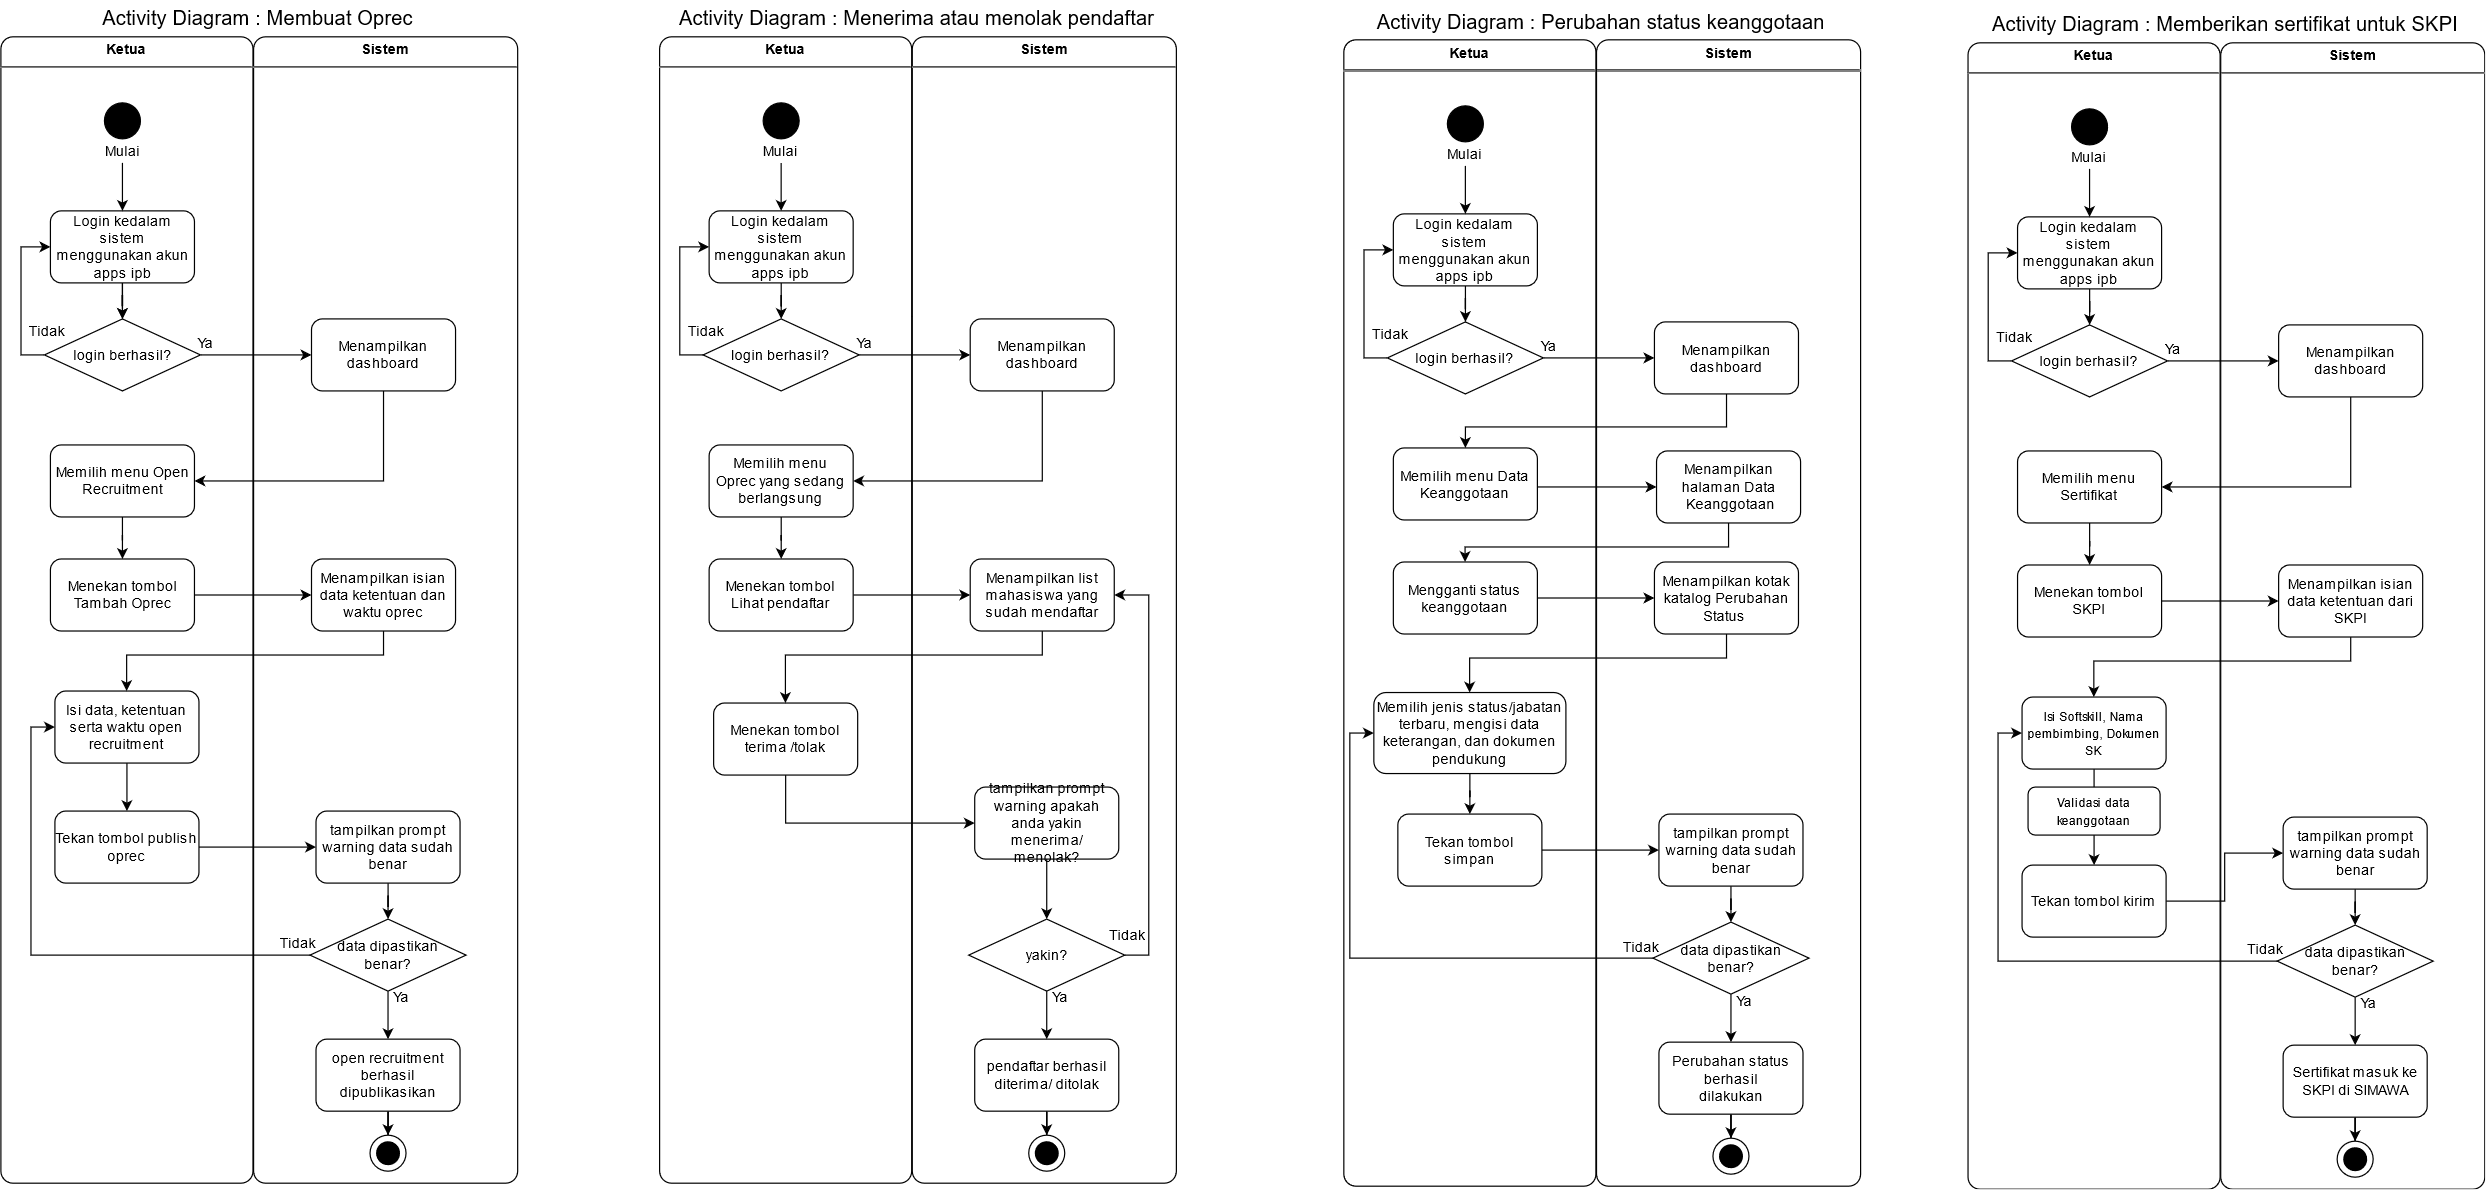 Activity Diagram : Membuat Oprec
Ketua
Sistem
Mulai
Login kedalam
sistem
menggunakan akun
apps ipb
Tidak
login berhasil?
Ya
Menampilkan
dashboard
Memilih menu Open
Recruitment
Menekan tombol
Tambah Oprec
Menampilkan isian
data ketentuan dan
waktu oprec
Isi data, ketentuan
serta waktu open
recruitment
Tekan tombol publish
oprec
tampilkan prompt
warning data sudah
benar
Tidak
data dipastikan
benar?
Ya
open recruitment
berhasil
dipublikasikan
Activity Diagram : Menerima atau menolak pendaftar
Ketua
Sistem
Mulai
Login kedalam
sistem
menggunakan akun
apps ipb
Tidak
login berhasil?
Ya
Menampilkan
dashboard
Memilih menu
Oprec yang sedang
berlangsung
Menekan tombol
Lihat pendaftar
Menampilkan list
mahasiswa yang
sudah mendaftar
Menekan tombol
terima /tolak
tampilkan prompt
warning apakah
anda yakin
menerima/
menolak?
Tidak
yakin?
Ya
pendaftar berhasil
diterima/ ditolak
Activity Diagram : Perubahan status keanggotaan
Ketua
Sistem
Mulai
Login kedalam
sistem
menggunakan akun
apps ipb
Tidak
login berhasil?
Ya
Menampilkan
dashboard
Memilih menu Data
Keanggotaan
Menampilkan
halaman Data
Keanggotaan
Mengganti status
keanggotaan
Menampilkan kotak
katalog Perubahan
Status
Memilih jenis status/jabatan
terbaru, mengisi data
keterangan, dan dokumen
pendukung
Tekan tombol
simpan
tampilkan prompt
warning data sudah
benar
Tidak
data dipastikan
benar?
Ya
Perubahan status
berhasil
dilakukan
Activity Diagram : Memberikan sertifikat untuk SKPI
Ketua
Sistem
Mulai
Login kedalam
sistem
menggunakan akun
apps ipb
Tidak
login berhasil?
Ya
Menampilkan
dashboard
Memilih menu
Sertifikat
Menekan tombol
SKPI
Menampilkan isian
data ketentuan dari
SKPI
Isi Softskill, Nama
pembimbing, Dokumen
SK
Validasi data
keanggotaan
Tekan tombol kirim
tampilkan prompt
warning data sudah
benar
Tidak
data dipastikan
benar?
Ya
Sertifikat masuk ke
SKPI di SIMAWA